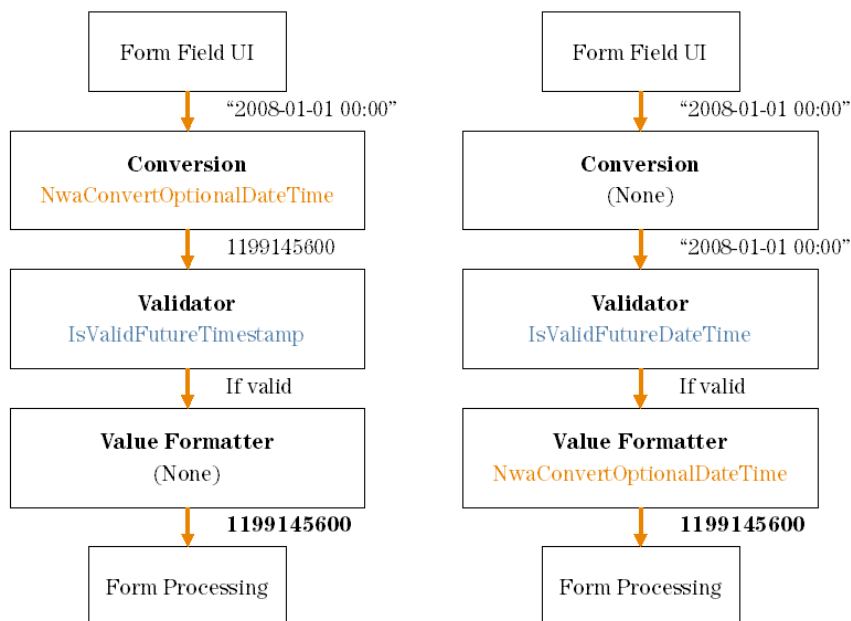 Form Field UI
“2008-01-01 00:00”
Conversion
NwaConvertOptionalDateTime
1199145600
Validator
IsValidFutureTimestamp
If valid
Value Formatter
(None)
1199145600
Form Processing
Form Field UI
“2008-01-01 00:00”
Conversion
(None)
“2008-01-01 00:00”
Validator
IsValidFutureDateTime
If valid
Value Formatter
NwaConvertOptionalDateTime
1199145600
Form Processing